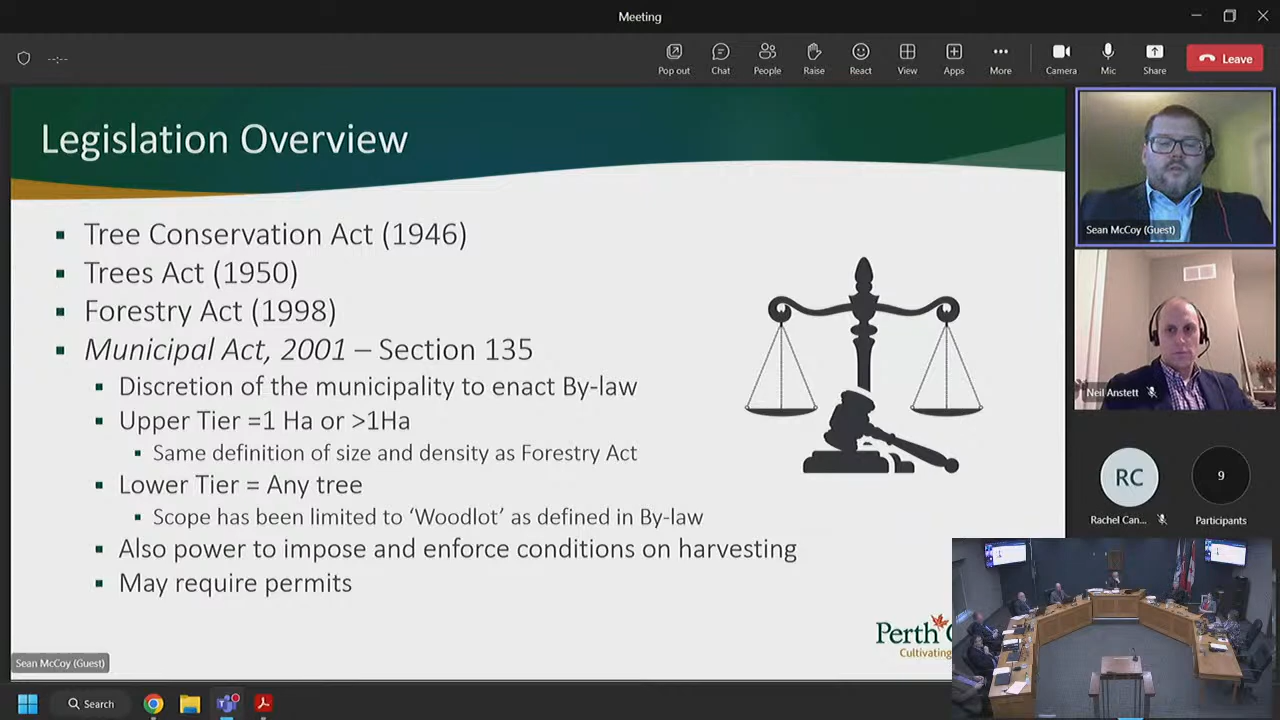 Meeting
--:--
Pop out
Chat
People
Raise
React
View
Apps
More
Camera
Mic
Share
Leave
Legislation Overview
Tree Conservation Act (1946)
Trees Act (1950)
Forestry Act (1998)
Municipal Act, 2001 – Section 135
Discretion of the municipality to enact By-law
Upper Tier =1 Ha or >1Ha
Same definition of size and density as Forestry Act
Lower Tier = Any tree
Scope has been limited to ‘Woodlot’ as defined in By-law
Also power to impose and enforce conditions on harvesting
May require permits
Perth
Cultivating
Sean McCoy (Guest)
Sean McCoy (Guest)
Neil Anstett
RC
Rachel Can...
9
Participants
Search